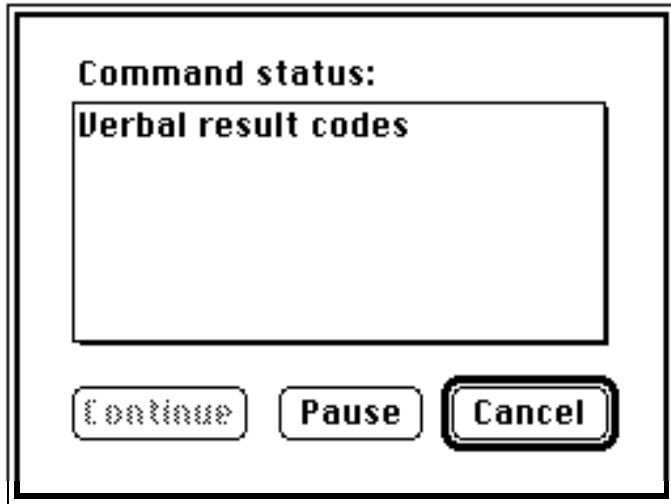 Command status:
Verbal result codes
Continue Pause Cancel